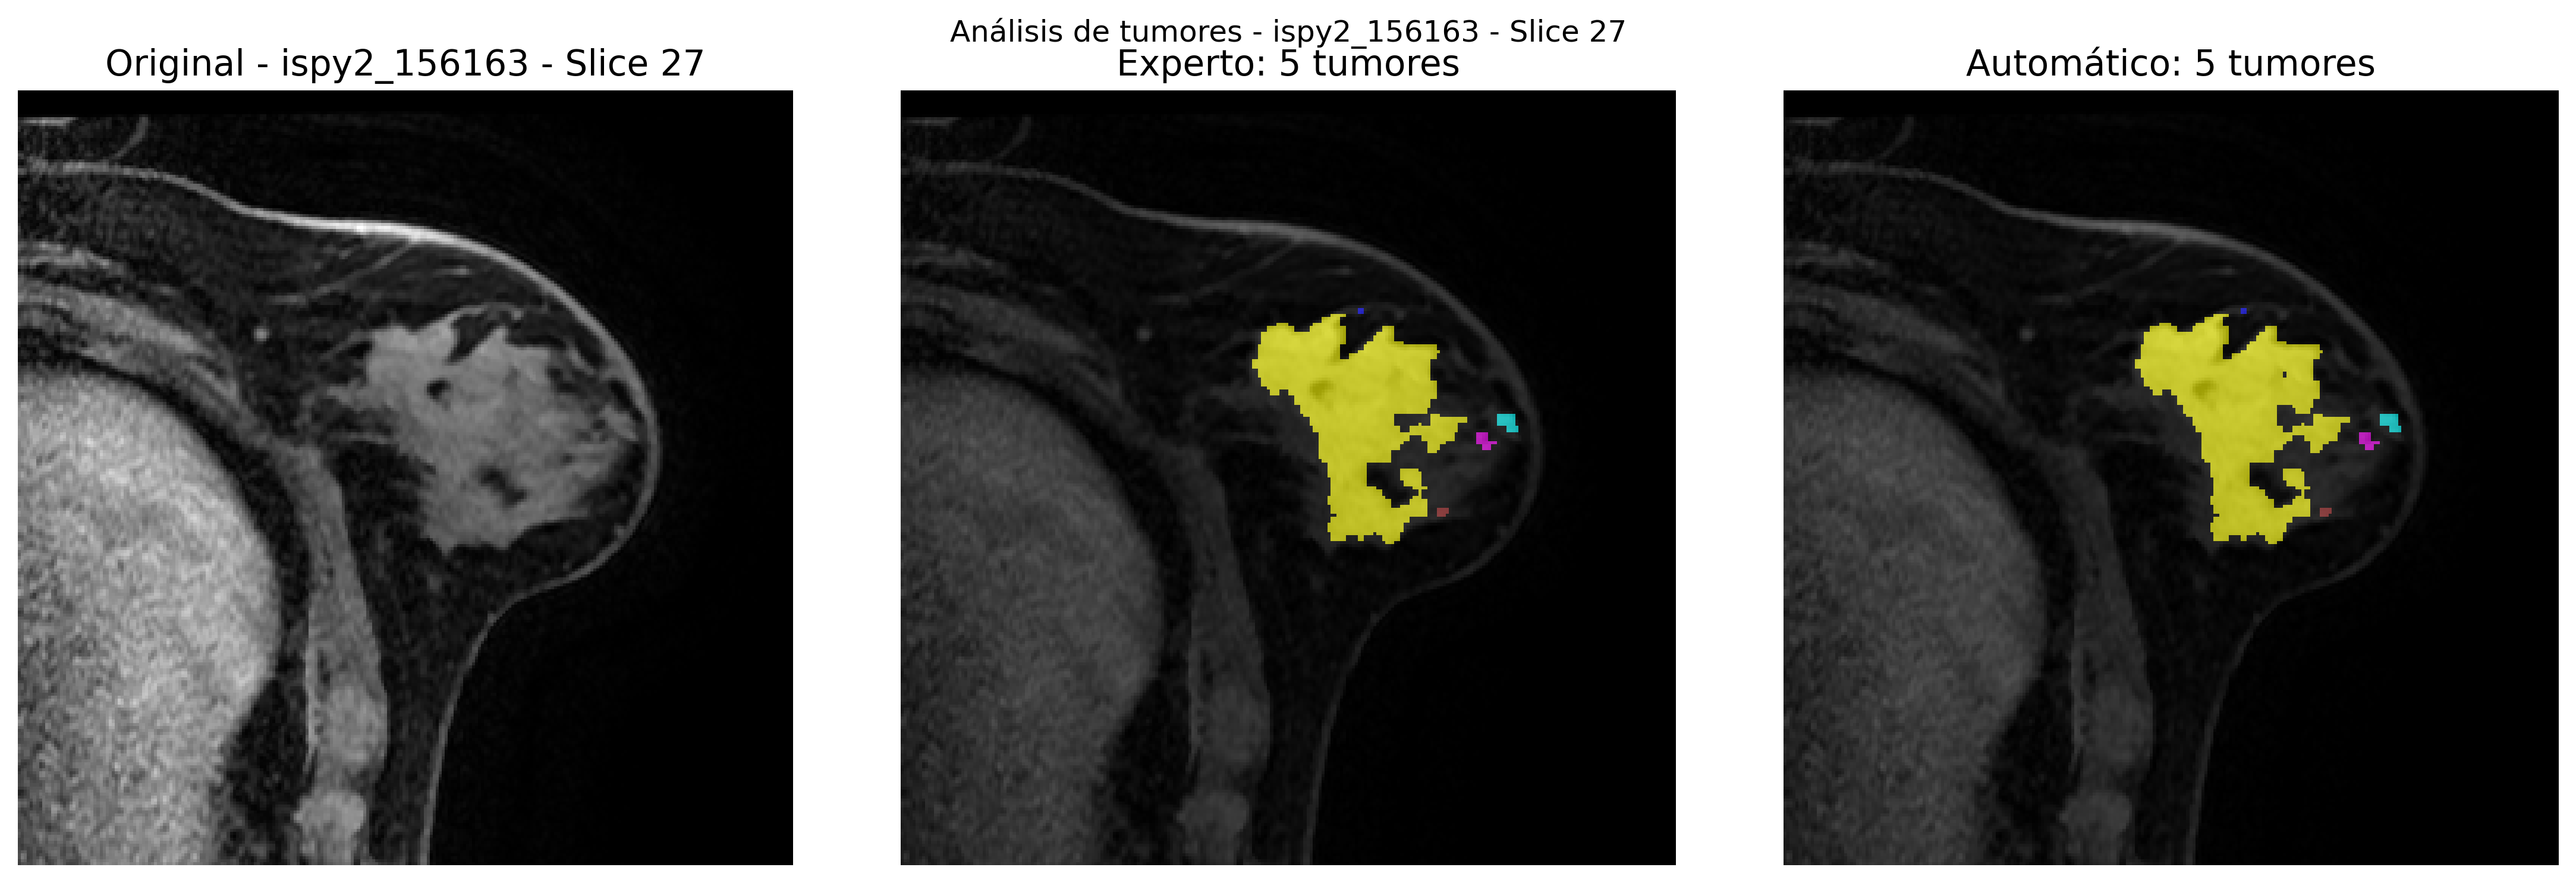 Análisis de tumores - ispy2_156163 - Slice 27
Original - ispy2_156163 - Slice 27
Experto: 5 tumores
Automático: 5 tumores